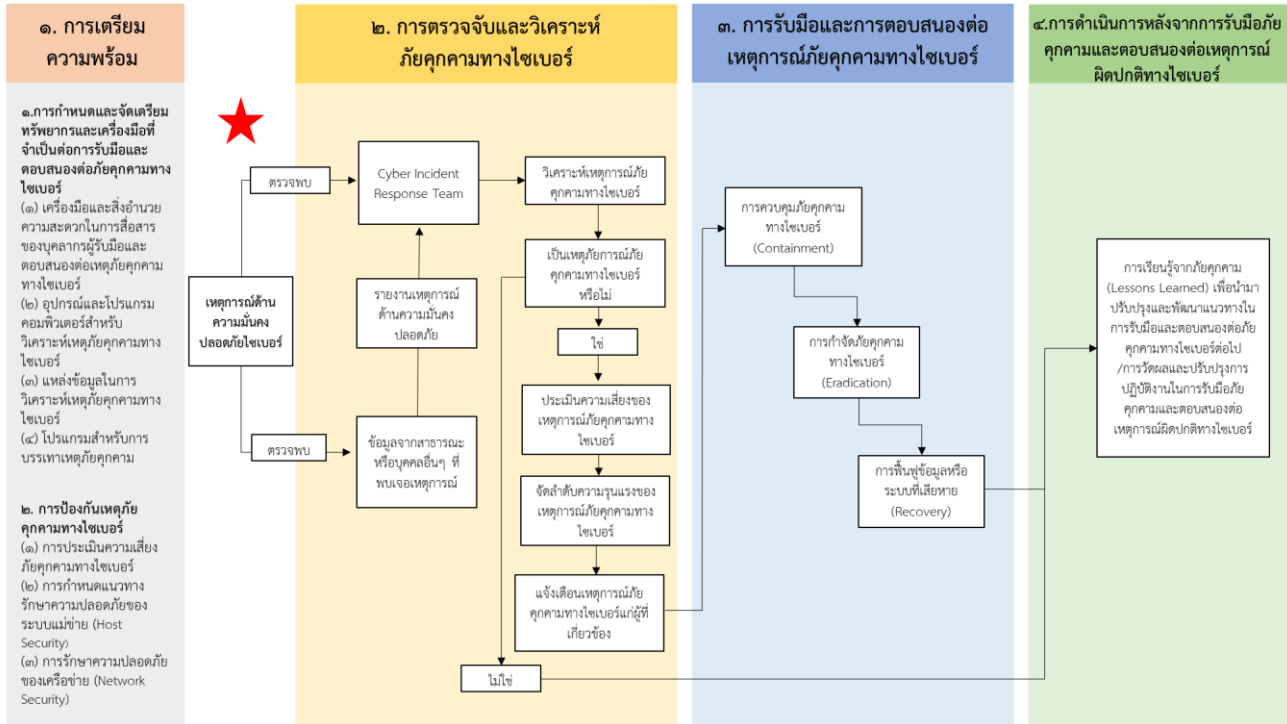 ๑. การเตรียม
ความพร้อม
๑.การกำหนดและจัดเตรียม
ทรัพยากรและเครื่องมือที่
จำเป็นต่อการรับมือและ
ตอบสนองต่อภัยคุกคามทาง
ไซเบอร์
(๑) เครื่องมือและสิ่งอำนวย
ความสะดวกในการสื่อสาร
ของบุคลากรผู้รับมือและ
ตอบสนองต่อเหตุภัยคุกคาม
ทางไซเบอร์
(๒) อุปกรณ์และโปรแกรม
คอมพิวเตอร์สำหรับ
วิเคราะห์เหตุภัยคุกคามทาง
ไซเบอร์
(๓) แหล่งข้อมูลในการ
วิเคราะห์เหตุภัยคุกคามทาง
ไซเบอร์
(๔) โปรแกรมสำหรับการ
บรรเทาเหตุภัยคุกคาม
๒. การป้องกันเหตุภัย
คุกคามทางไซเบอร์
(๑) การประเมินความเสี่ยง
ภัยคุกคามทางไซเบอร์
(๒) การกำหนดแนวทาง
รักษาความปลอดภัยของ
ระบบแม่ข่าย (Host
Security)
(๓) การรักษาความปลอดภัย
ของเครือข่าย (Network
Security)
๒. การตรวจจับและวิเคราะห์
ภัยคุกคามทางไซเบอร์
เหตุการณ์ด้าน
ความมั่นคง
ปลอดภัยไซเบอร์
ตรวจพบ
Cyber Incident
Response Team
รายงานเหตุการณ์
ด้านความมั่นคง
ปลอดภัย
ตรวจพบ
ข้อมูลจากสาธารณะ
หรือบุคคลอื่นๆ ที่
พบเจอเหตุการณ์
วิเคราะห์เหตุการณ์ภัย
คุกคามทางไซเบอร์
เป็นเหตุภัยการณ์ภัย
คุกคามทางไซเบอร์
หรือไม่
ใช่
ประเมินความเสี่ยงของ
เหตุการณ์ภัยคุกคามทาง
ไซเบอร์
จัดลำดับความรุนแรงของ
เหตุการณ์ภัยคุกคามทาง
ไซเบอร์
แจ้งเตือนเหตุการณ์ภัย
คุกคามทางไซเบอร์แก่ผู้ที่
เกี่ยวข้อง
ไม่ใช่
๓. การรับมือและการตอบสนองต่อ
เหตุการณ์ภัยคุกคามทางไซเบอร์
การควบคุมภัยคุกคาม
ทางไซเบอร์
(Containment)
การกำจัดภัยคุกคาม
ทางไซเบอร์
(Eradication)
การฟื้นฟูข้อมูลหรือ
ระบบที่เสียหาย
(Recovery)
๔.การดำเนินการหลังจากการรับมือภัย
คุกคามและตอบสนองต่อเหตุการณ์
ผิดปกติทางไซเบอร์
การเรียนรู้จากภัยคุกคาม
(Lessons Learned) เพื่อนำมา
ปรับปรุงและพัฒนาแนวทางใน
การรับมือและตอบสนองต่อภัย
คุกคามทางไซเบอร์ต่อไป
/การวัดผลและปรับปรุงการ
ปฏิบัติงานในการรับมือภัย
คุกคามและตอบสนองต่อ
เหตุการณ์ผิดปกติทางไซเบอร์